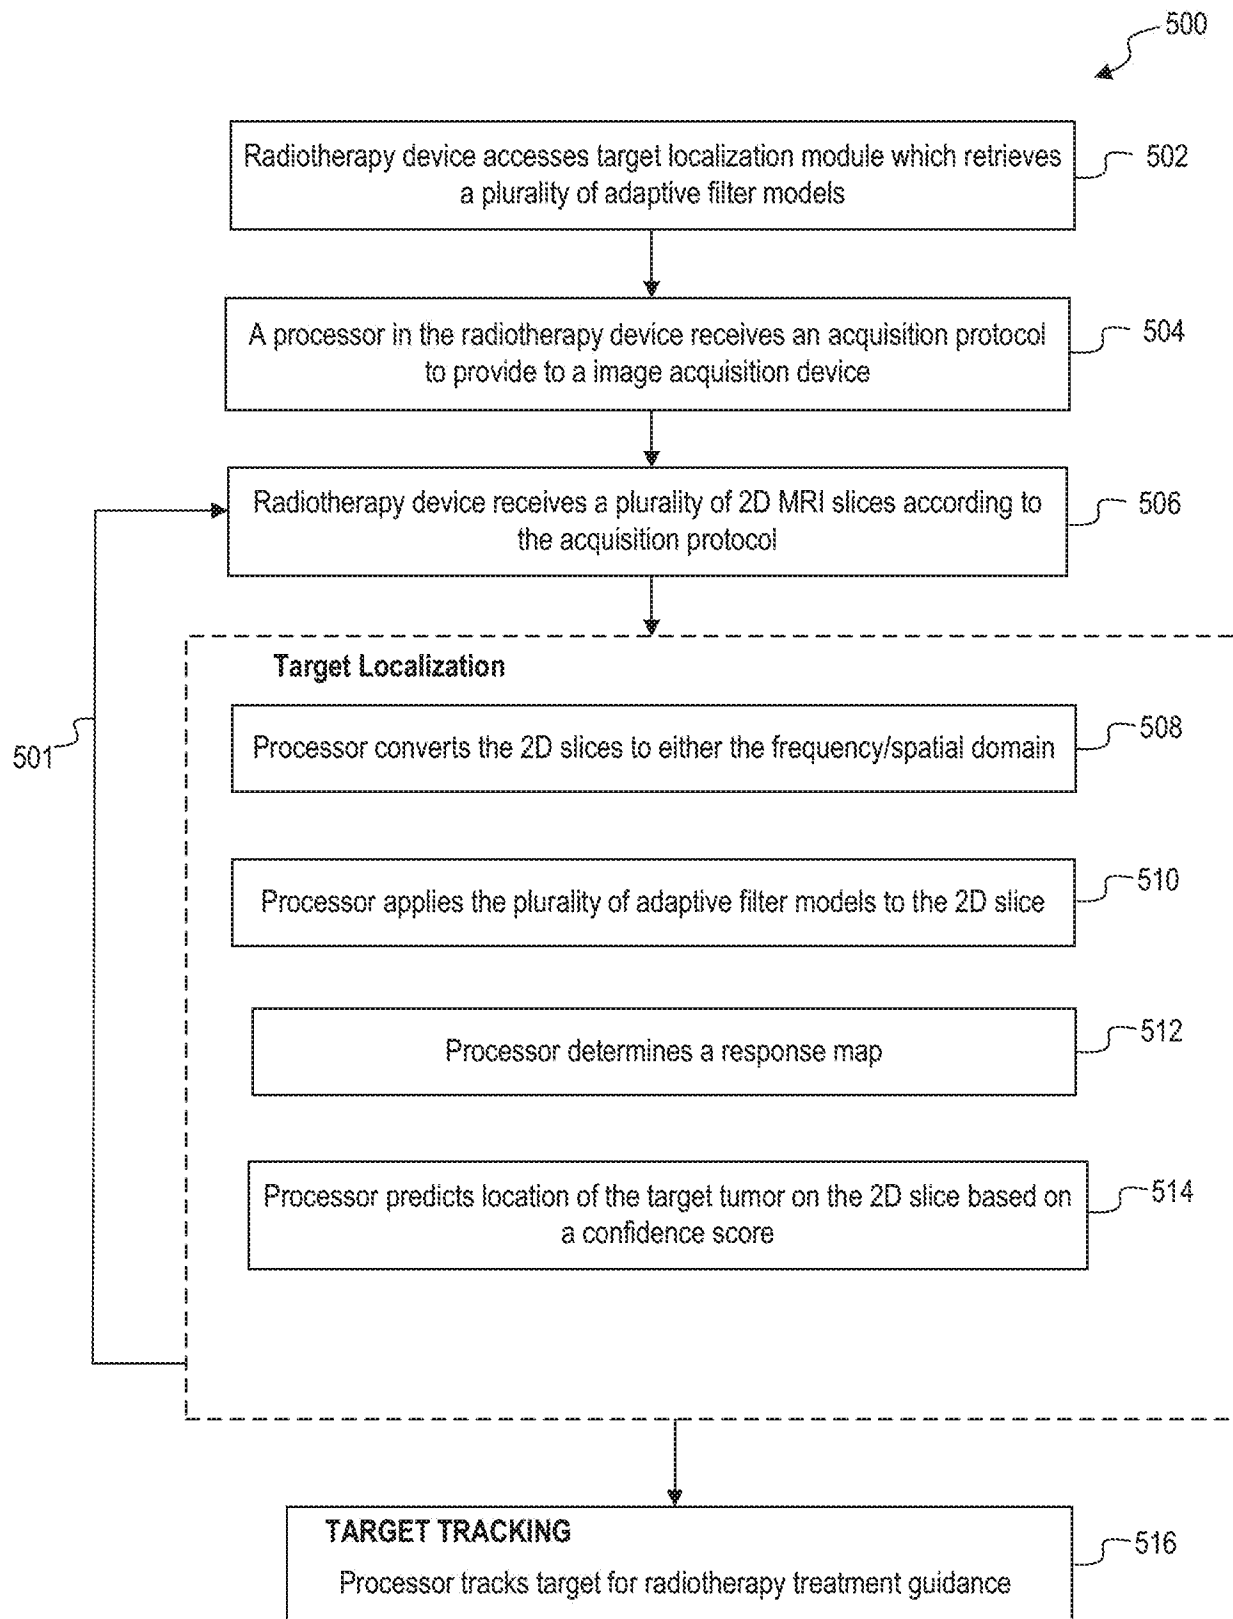 500
Radiotherapy device accesses target localization module which retrieves
a plurality of adaptive filter models
502
A processor in the radiotherapy device receives an acquisition protocol
to provide to a image acquisition device
504
Radiotherapy device receives a plurality of 2D MRI slices according to
the acquisition protocol
506
Target Localization
501
Processor converts the 2D slices to either the frequency/spatial domain
508
Processor applies the plurality of adaptive filter models to the 2D slice
510
Processor determines a response map
512
Processor predicts location of the target tumor on the 2D slice based on
a confidence score
514
TARGET TRACKING
Processor tracks target for radiotherapy treatment guidance
516